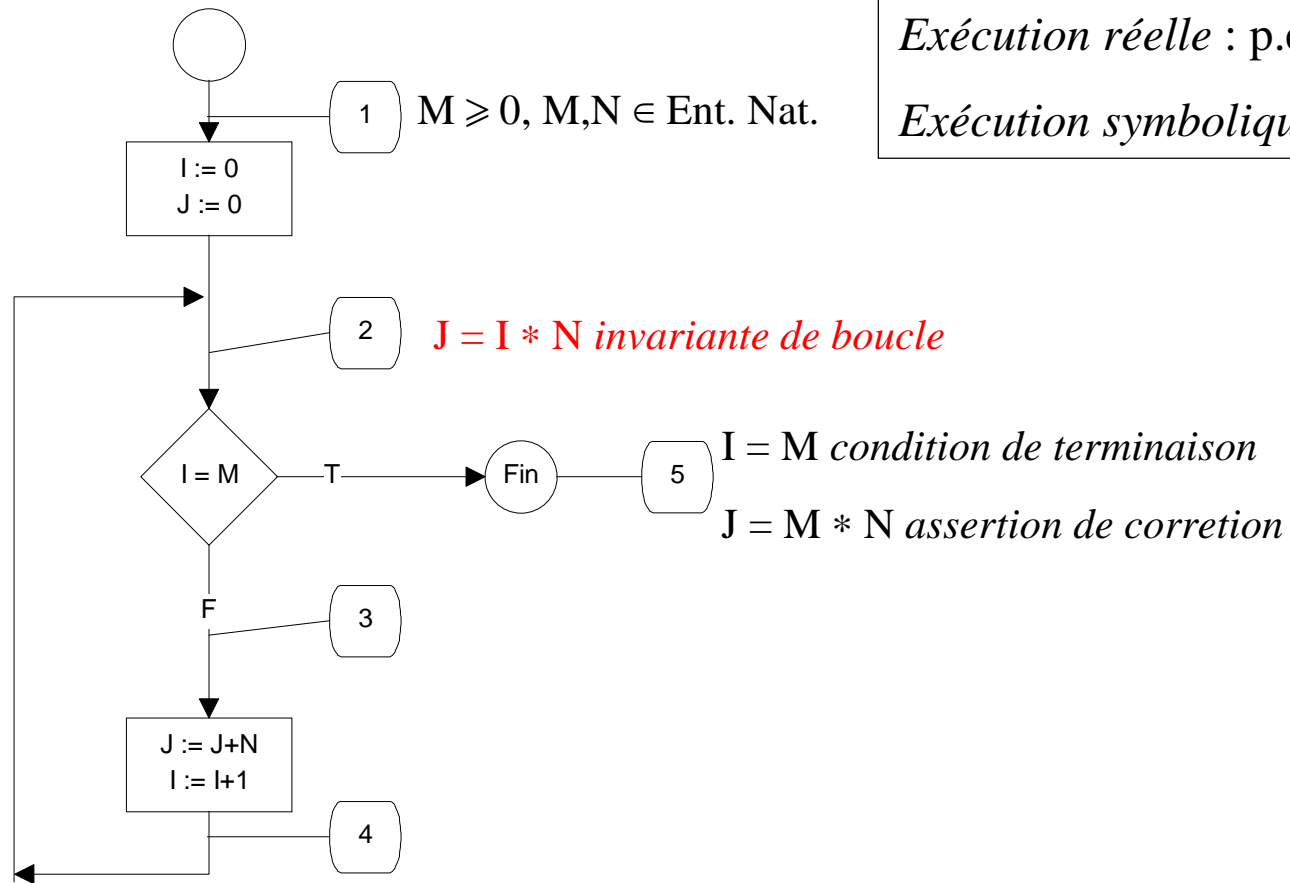 Exécution réelle : p.
Exécution symboliqu
1 M ⩾ 0, M,N ∈ Ent. Nat.
I := 0
J := 0
2 J = I ∗ N invariante de boucle
I = M condition de terminaison
I = M T Fin 5
J = M ∗ N assertion de corretion
F
3
J := J+N
I := I+1
4